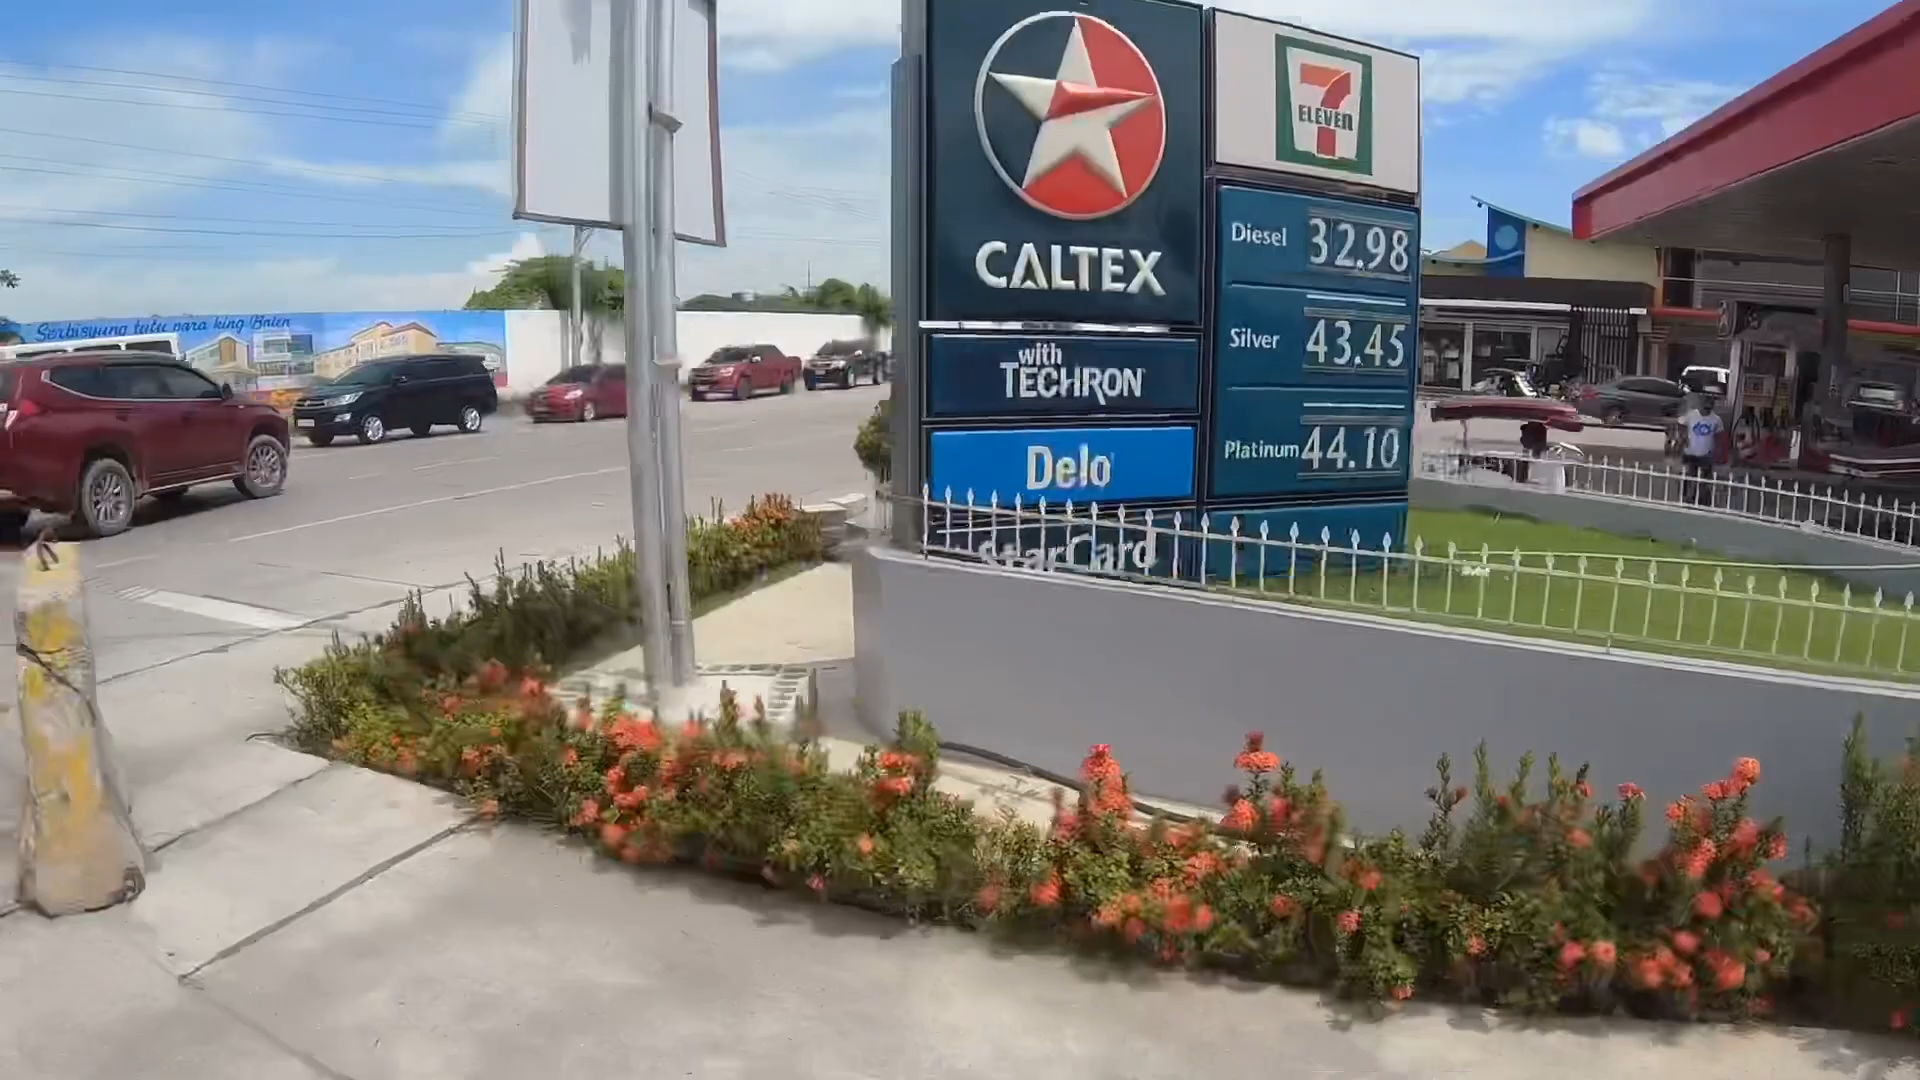 Serbisyung tutu para king Balen
CALTEX
with
TECHRON
Delo
StarCard
7
ELEVEN
Diesel 32.98
Silver 43.45
Platinum 44.10